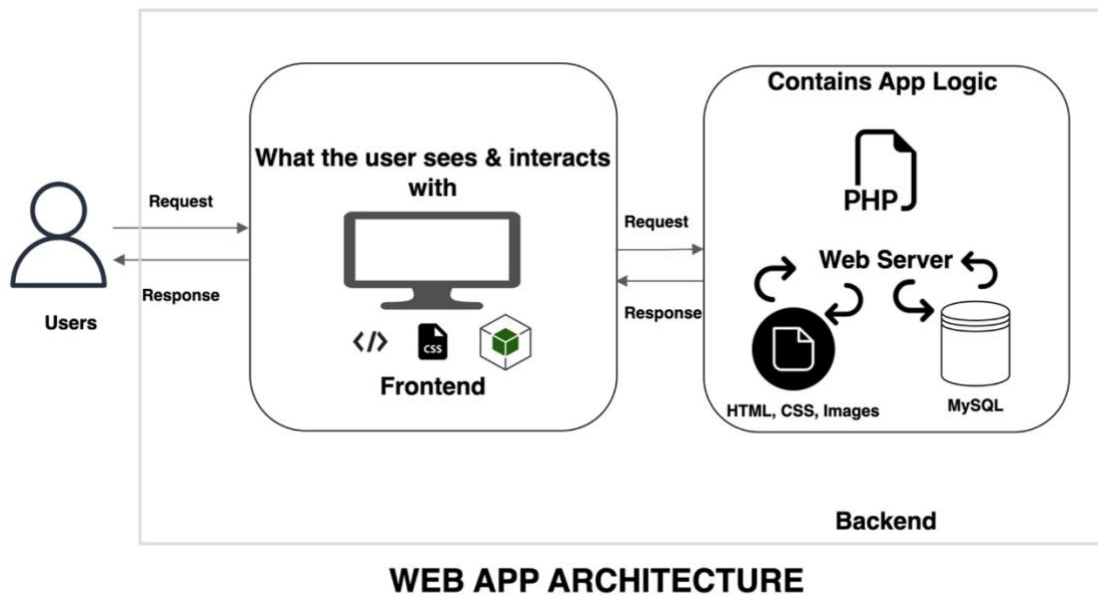 Contains App Logic
What the user sees & interacts
with
PHP
Request
Request
Web Server
Response
Response
Users
</>
CSS
Frontend
HTML, CSS, Images
MySQL
Backend
WEB APP ARCHITECTURE